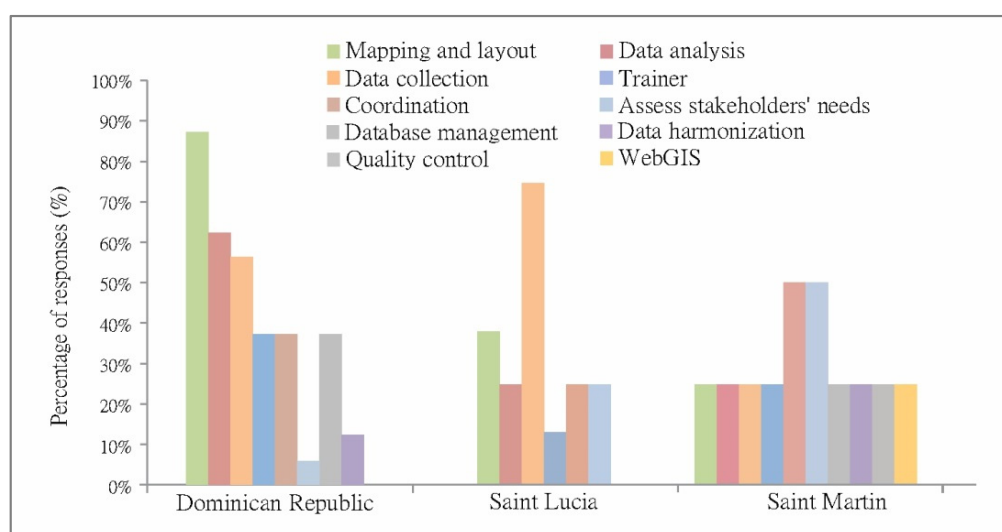 Mapping and layout
Data analysis
Data collection
Trainer
Coordination
Assess stakeholders' needs
Database management
Data harmonization
Quality control
WebGIS
Percentage of responses (%)
100%
90%
80%
70%
60%
50%
40%
30%
20%
10%
0%
Dominican Republic
Saint Lucia
Saint Martin